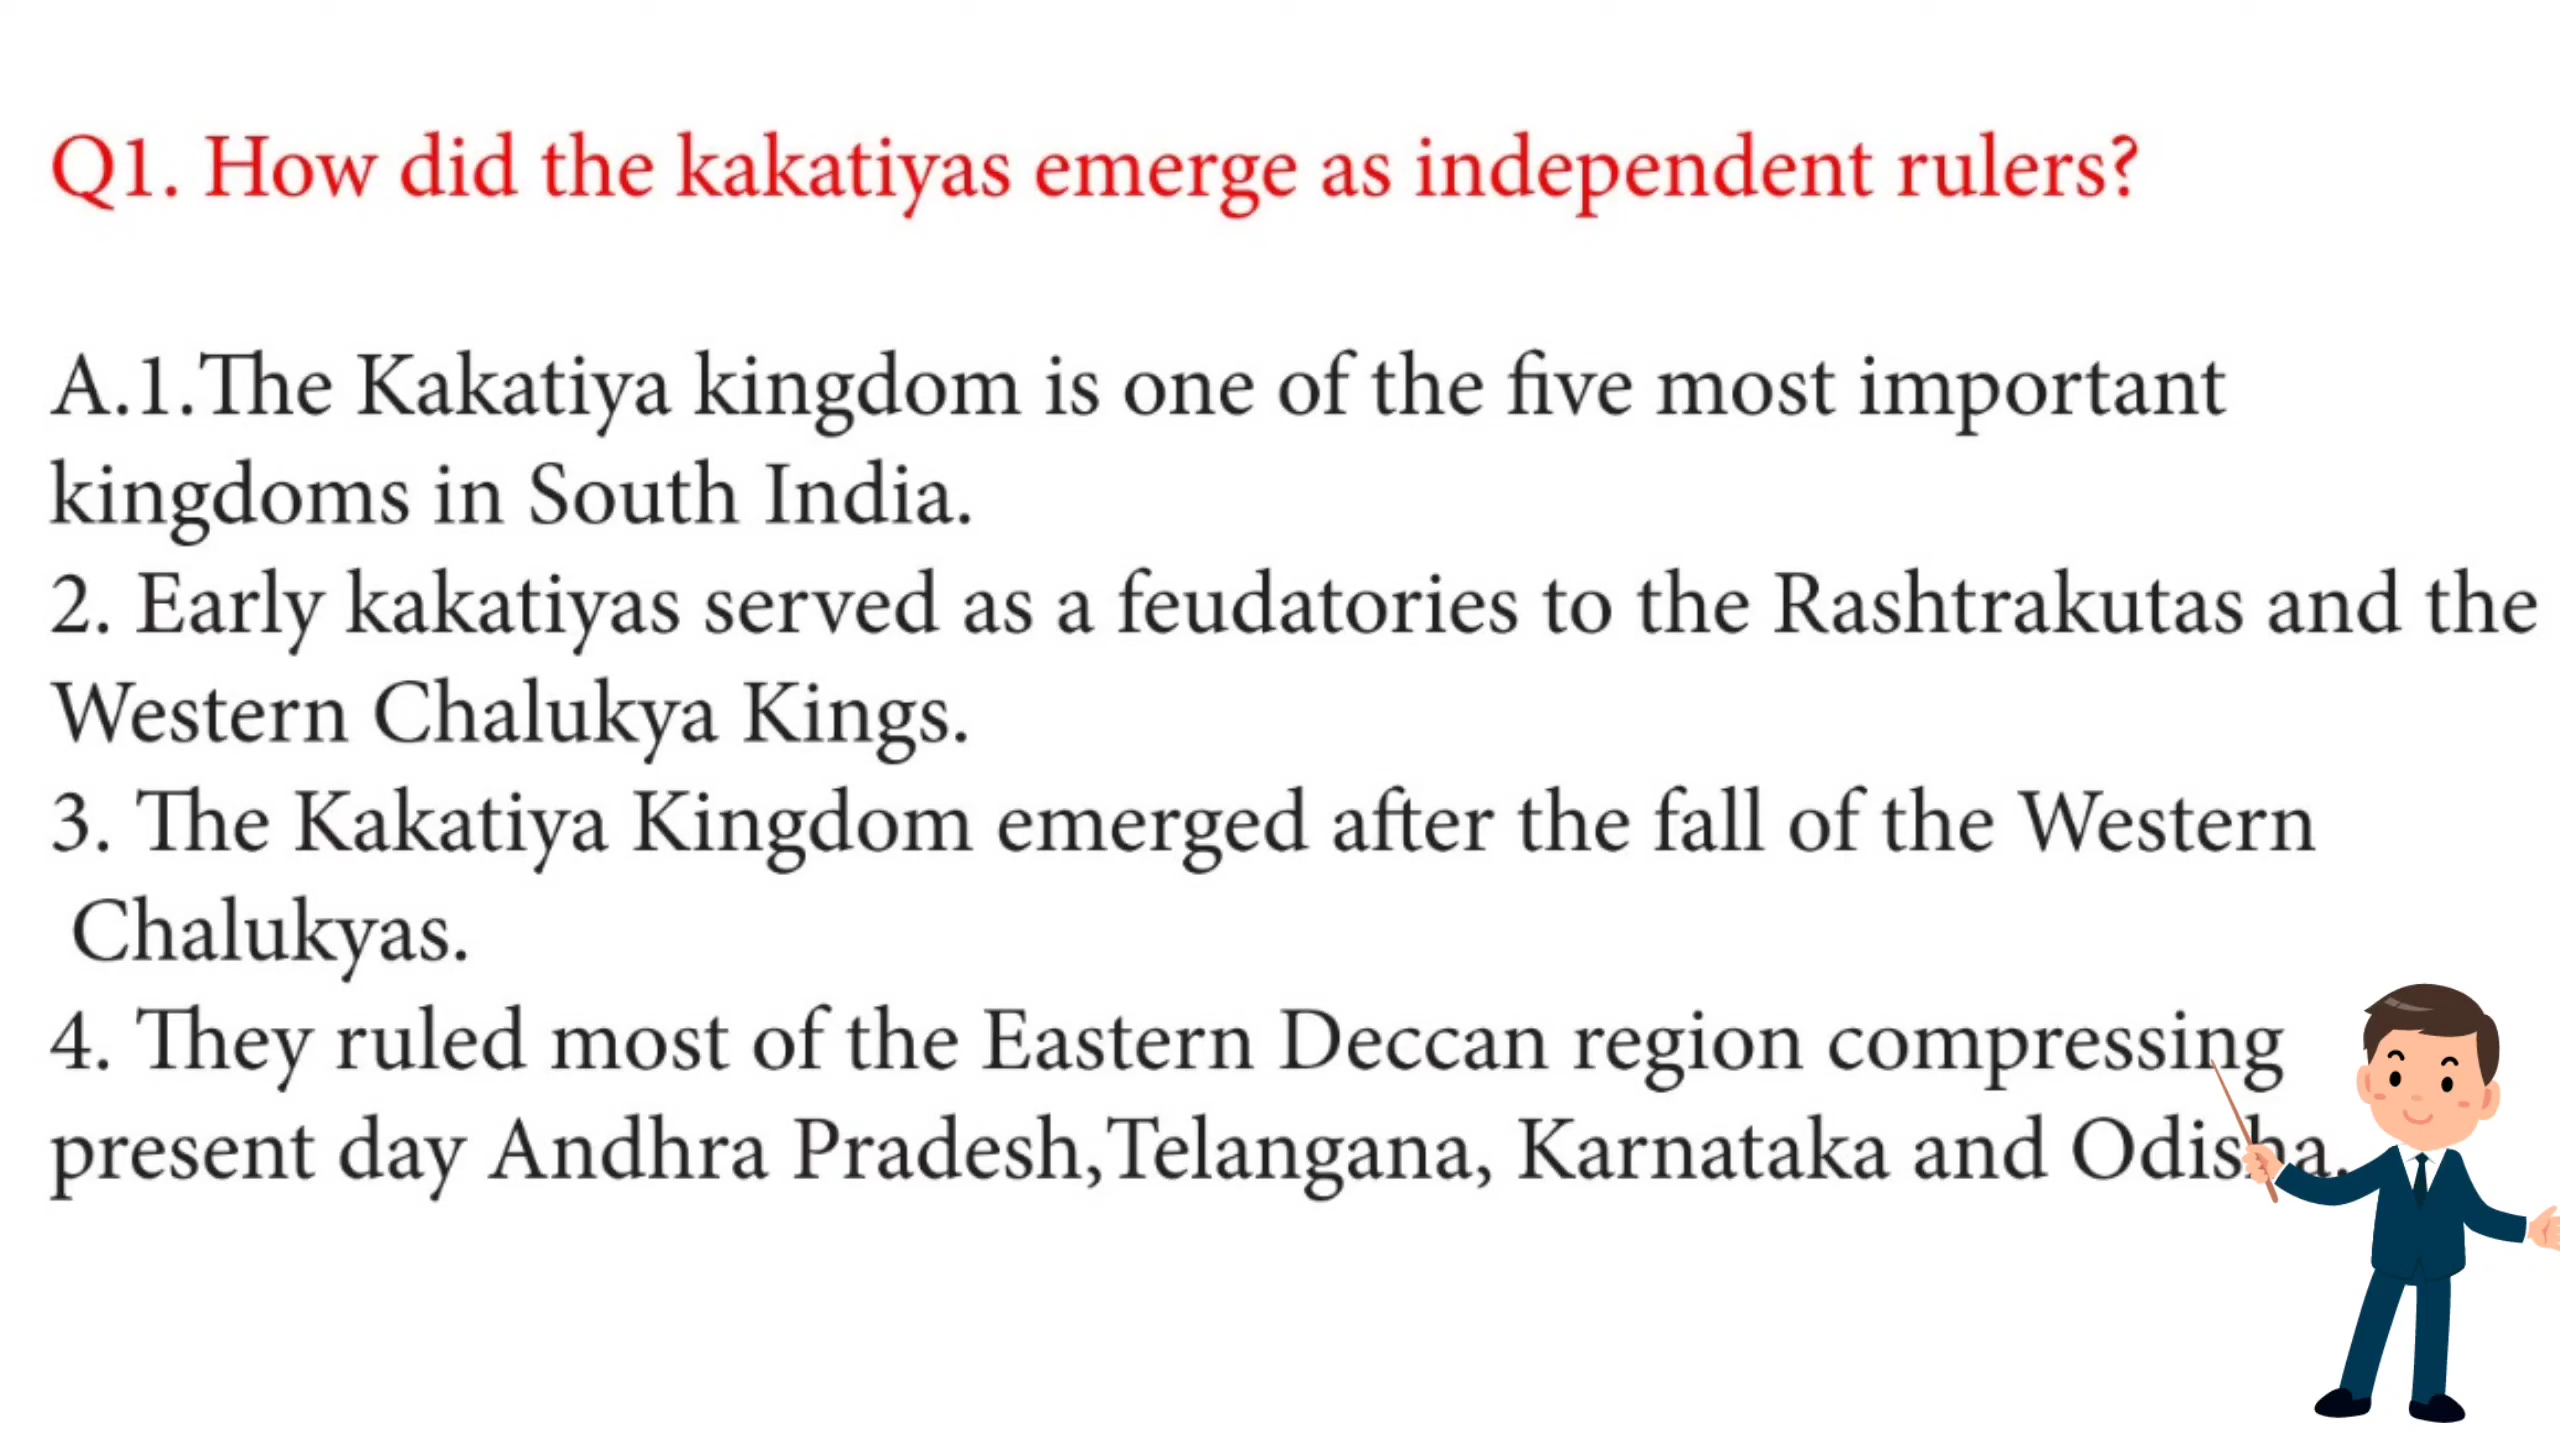 Q1. How did the kakatiyas emerge as independent rulers?
A.1.The Kakatiya kingdom is one of the five most important
kingdoms in South India.
2. Early kakatiyas served as a feudatories to the Rashtrakutas and the
Western Chalukya Kings.
3. The Kakatiya Kingdom emerged after the fall of the Western
Chalukyas.
4. They ruled most of the Eastern Deccan region compressing
present day Andhra Pradesh,Telangana, Karnataka and Odisha.